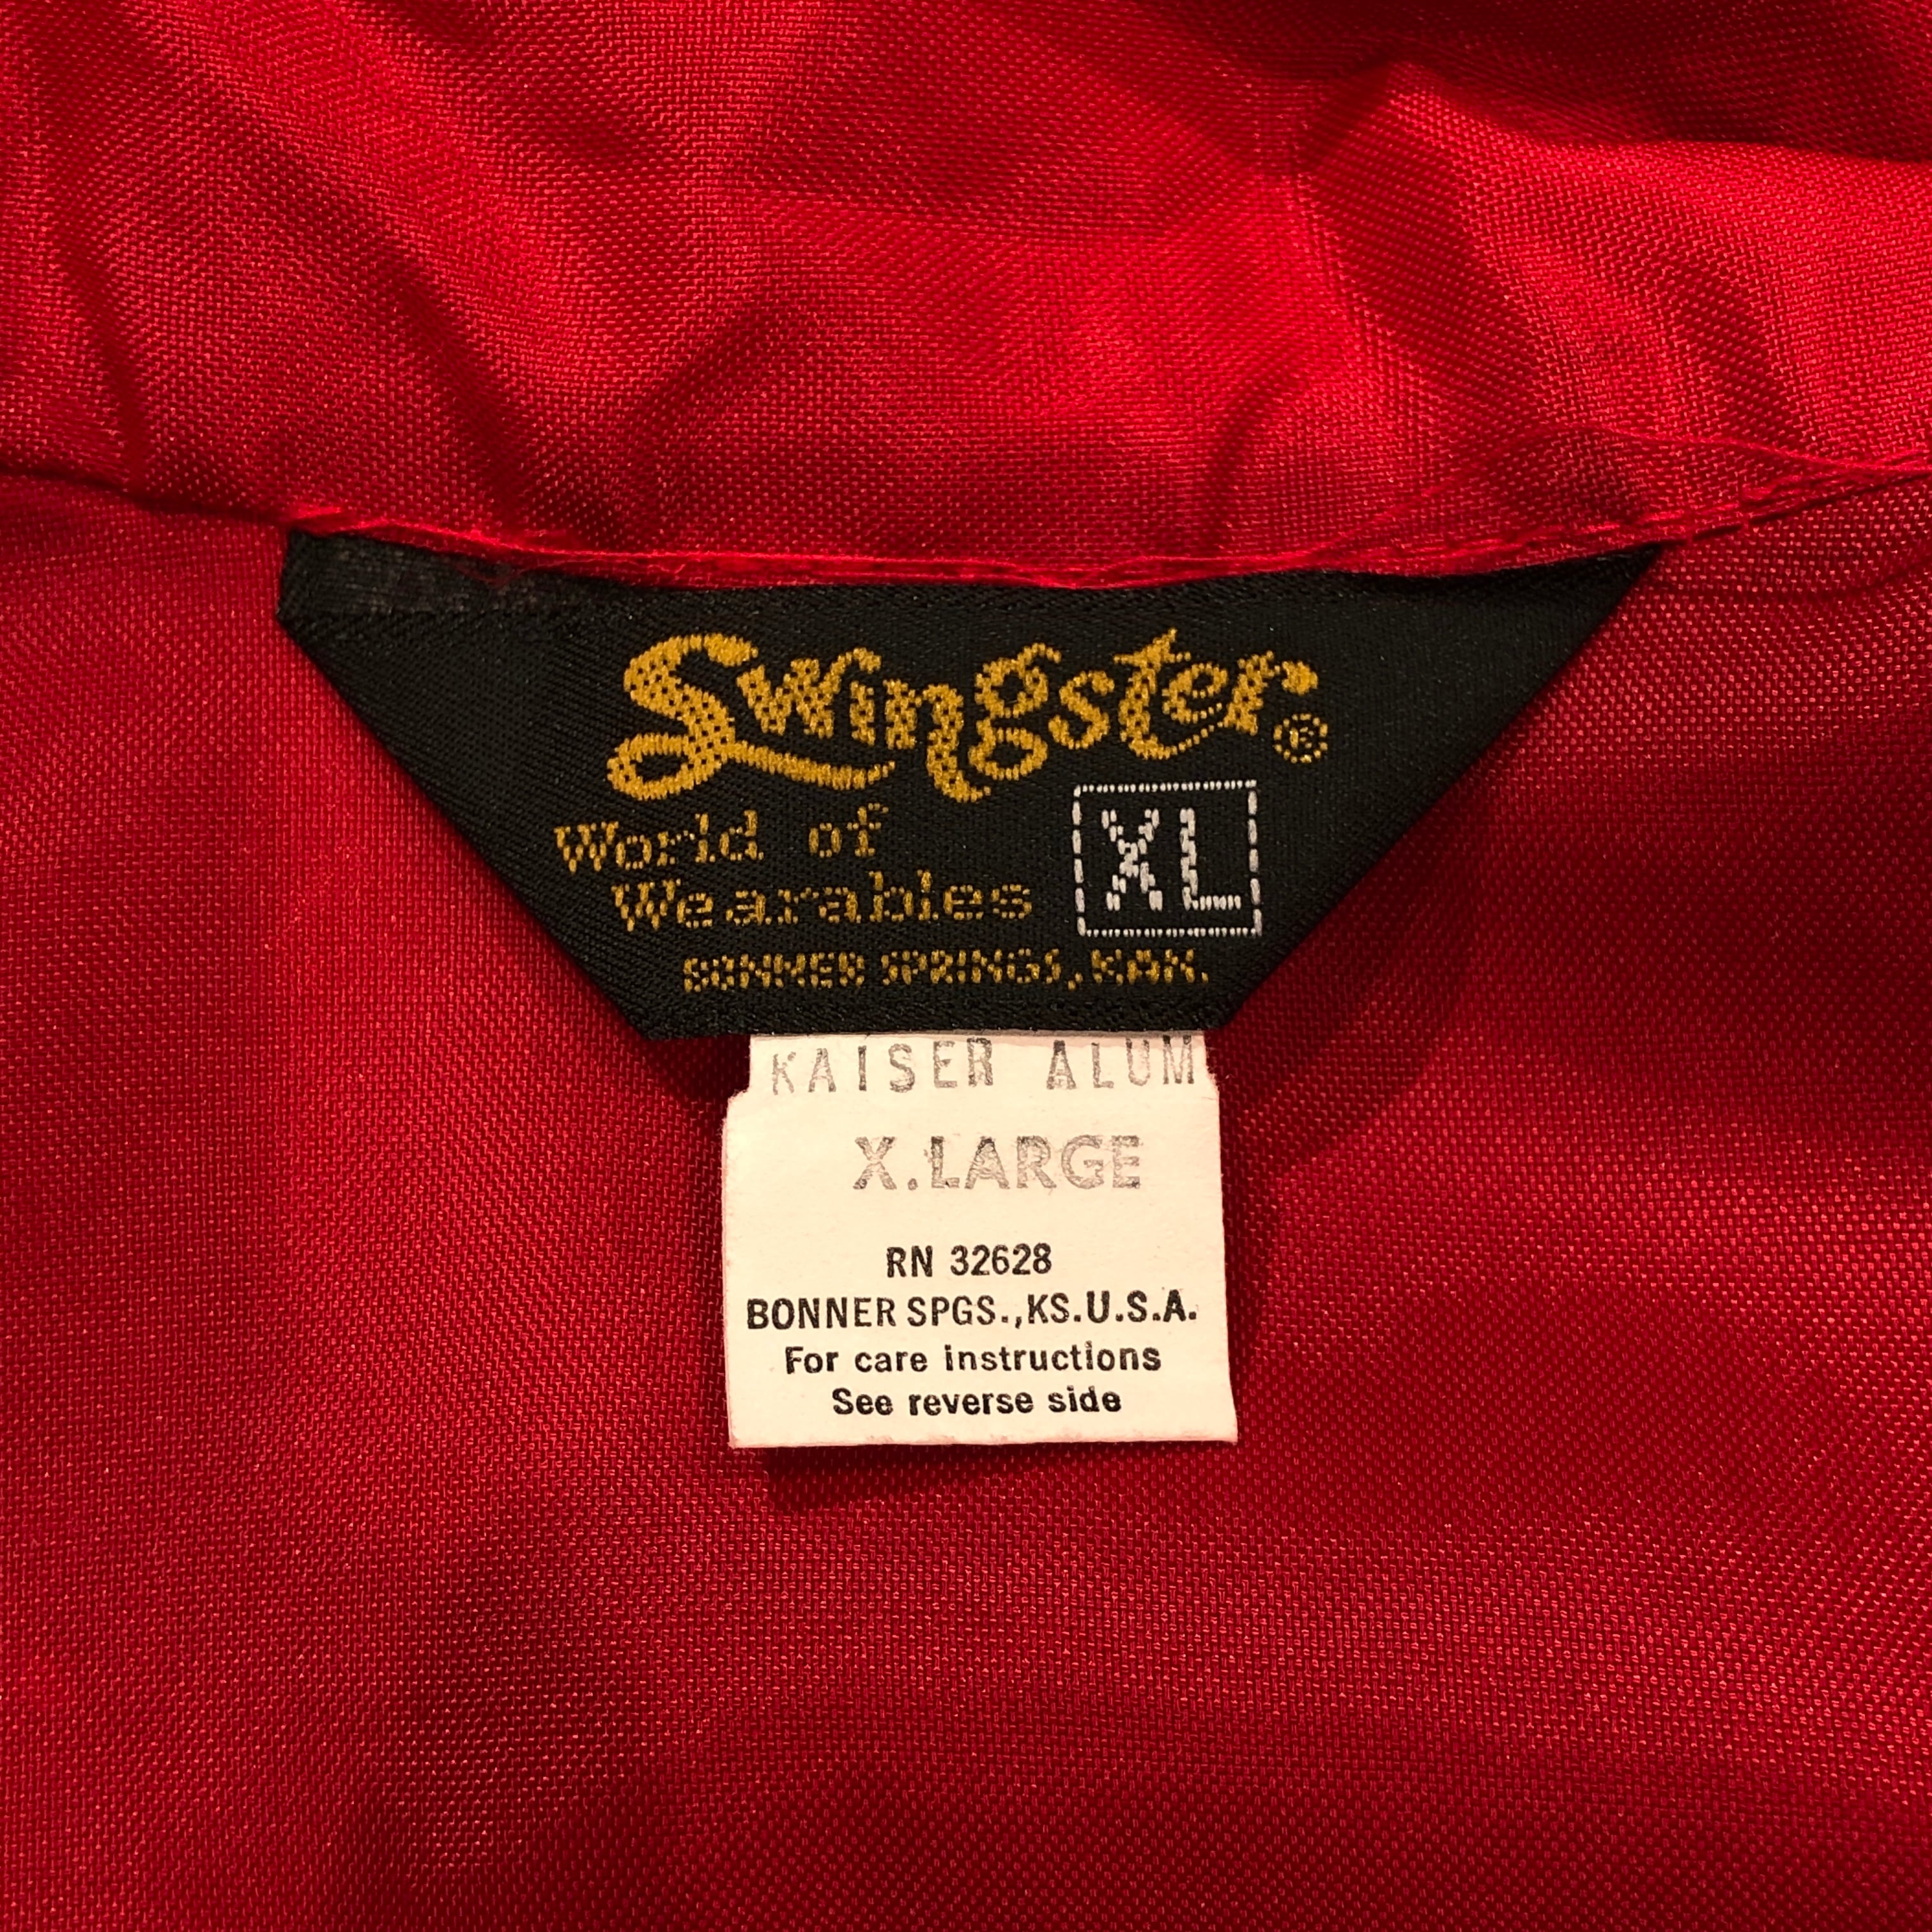 Swingster®
World of
Wearables
XL
BONNER SPRINGS, KAN.
KAISER ALUM
X.LARGE
RN 32628
BONNER SPGS.,KS.U.S.A.
For care instructions
See reverse side